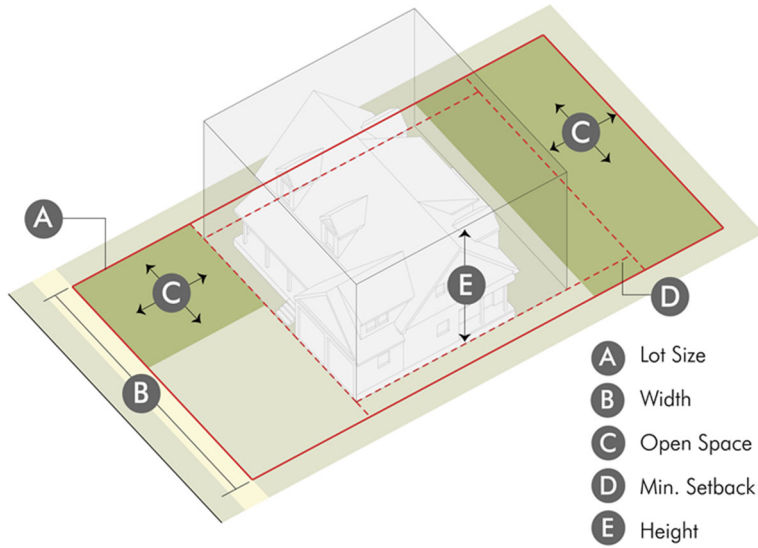 C
A
C
E
D
B
A Lot Size
B Width
C Open Space
D Min. Setback
E Height